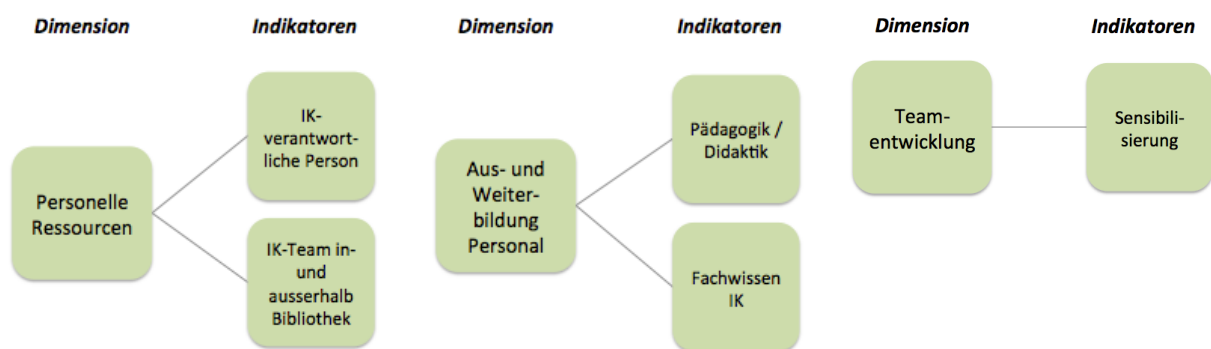 Dimension
Indikatoren
IK-
verantwort-
liche Person
Personelle
Ressourcen
IK-Team in-
und
ausserhalb
Bibliothek
Dimension
Indikatoren
Pädagogik /
Didaktik
Aus- und
Weiter-
bildung
Personal
Fachwissen
IK
Dimension
Indikatoren
Team-
entwicklung
Sensibili-
sierung